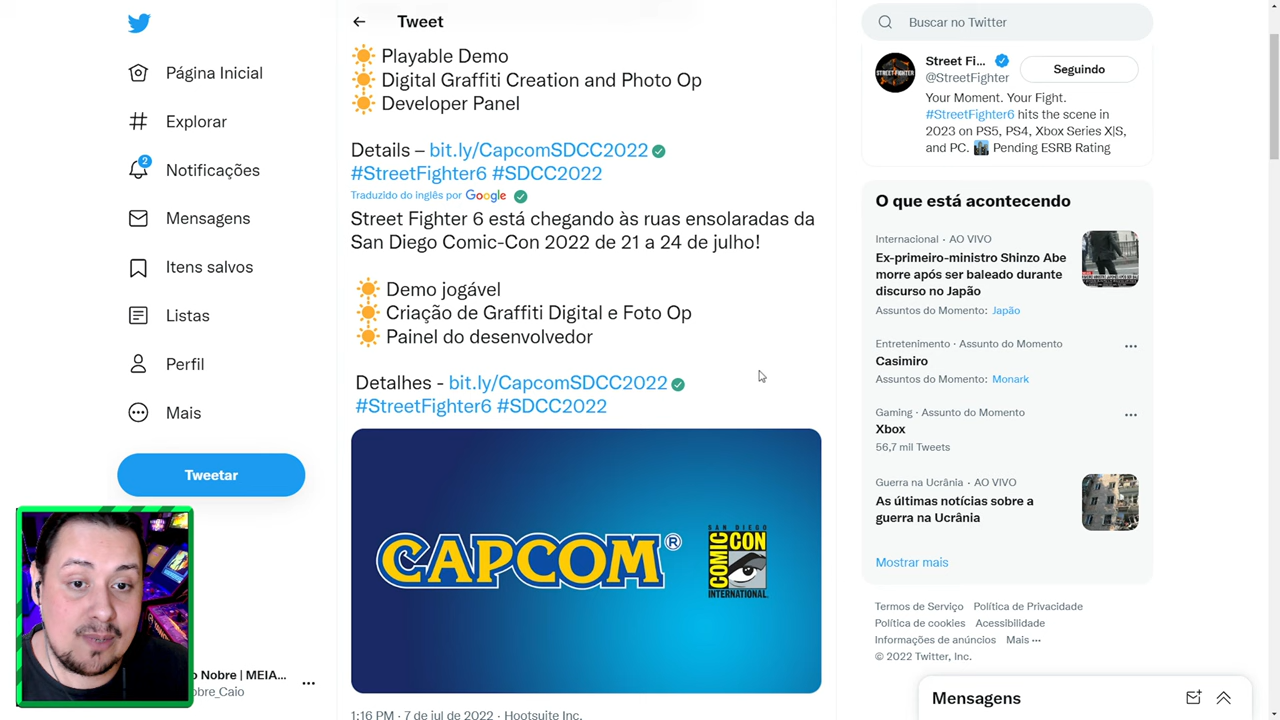 Página Inicial
Explorar
2
Notificações
Mensagens
Itens salvos
Listas
Perfil
Mais
Tweetar
o Nobre | MEIA...
obre_Caio
Tweet
Playable Demo
Digital Graffiti Creation and Photo Op
Developer Panel
Details – bit.ly/CapcomSDCC2022
#StreetFighter6 #SDCC2022
Traduzido do inglês por Google
Street Fighter 6 está chegando às ruas ensolaradas da
San Diego Comic-Con 2022 de 21 a 24 de julho!
Demo jogável
Criação de Graffiti Digital e Foto Op
Painel do desenvolvedor
Detalhes - bit.ly/CapcomSDCC2022
#StreetFighter6 #SDCC2022
CAPCOM®
SAN DIEGO
COMIC CON
INTERNATIONAL
1:16 PM · 7 de jul de 2022 · Hootsuite Inc.
Buscar no Twitter
STREET FIGHTER
Street Fi...
@StreetFighter
Seguindo
Your Moment. Your Fight.
#StreetFighter6 hits the scene in
2023 on PS5, PS4, Xbox Series X|S,
and PC. Pending ESRB Rating
O que está acontecendo
Internacional · AO VIVO
Ex-primeiro-ministro Shinzo Abe
morre após ser baleado durante
discurso no Japão
Assuntos do Momento: Japão
Entretenimento · Assunto do Momento
Casimiro
Assuntos do Momento: Monark
Gaming · Assunto do Momento
Xbox
56,7 mil Tweets
Guerra na Ucrânia · AO VIVO
As últimas notícias sobre a
guerra na Ucrânia
Mostrar mais
Termos de Serviço Política de Privacidade
Política de cookies Acessibilidade
Informações de anúncios Mais ···
© 2022 Twitter, Inc.
Mensagens